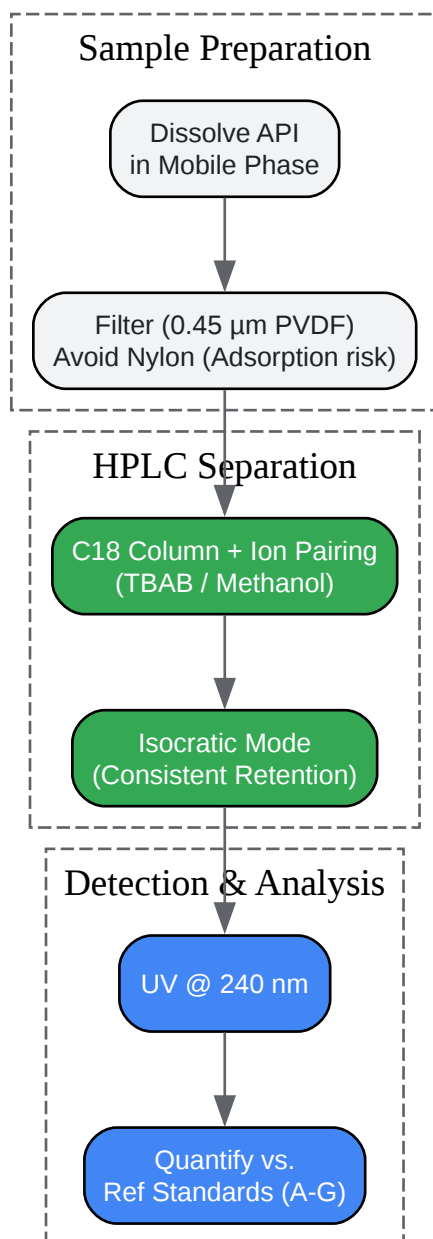 Sample Preparation
Dissolve API
in Mobile Phase
Filter (0.45 µm PVDF)
Avoid Nylon (Adsorption risk)
HPLC Separation
C18 Column + Ion Pairing
(TBAB / Methanol)
Isocratic Mode
(Consistent Retention)
Detection & Analysis
UV @ 240 nm
Quantify vs.
Ref Standards (A-G)